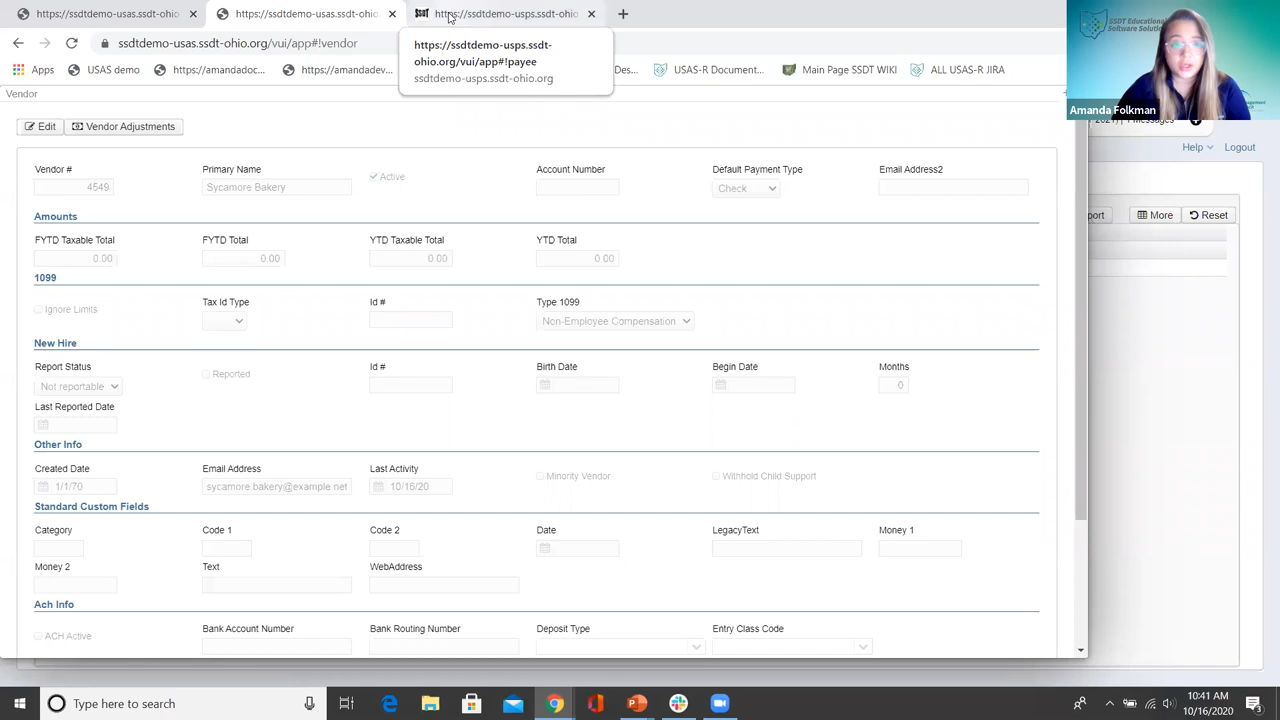 https://ssdtdemo-usas.ssdt-ohio
https://ssdtdemo-usas.ssdt-ohio.
https://ssdtdemo-usps.ssdt-ohio
ssdtdemo-usas.ssdt-ohio.org/vui/app#!vendor
https://ssdtdemo-usps.ssdt-
ohio.org/vui/app#!payee
ssdtdemo-usps.ssdt-ohio.org
Apps
USAS demo
https://amandadoc...
https://amandadev...
Des...
USAS-R Document...
Main Page SSDT WIKI
ALL USAS-R JIRA
SSDT Educational
Software Solution
Amanda Folkman
Vendor
2021) | 1 Messages
Edit
Vendor Adjustments
Help
Logout
Vendor #
Primary Name
Active
Account Number
Default Payment Type
Email Address2
4549
Sycamore Bakery
Check
port
More
Reset
Amounts
FYTD Taxable Total
FYTD Total
YTD Taxable Total
YTD Total
0.00
0.00
0.00
0.00
1099
Ignore Limits
Tax Id Type
Id #
Type 1099
Non-Employee Compensation
New Hire
Report Status
Reported
Id #
Birth Date
Begin Date
Months
Not reportable
0
Last Reported Date
Other Info
Created Date
Email Address
Last Activity
Minority Vendor
Withhold Child Support
1/1/70
sycamore.bakery@example.net
10/16/20
Standard Custom Fields
Category
Code 1
Code 2
Date
LegacyText
Money 1
Money 2
Text
WebAddress
Ach Info
ACH Active
Bank Account Number
Bank Routing Number
Deposit Type
Entry Class Code
Type here to search
10:41 AM
10/16/2020
3